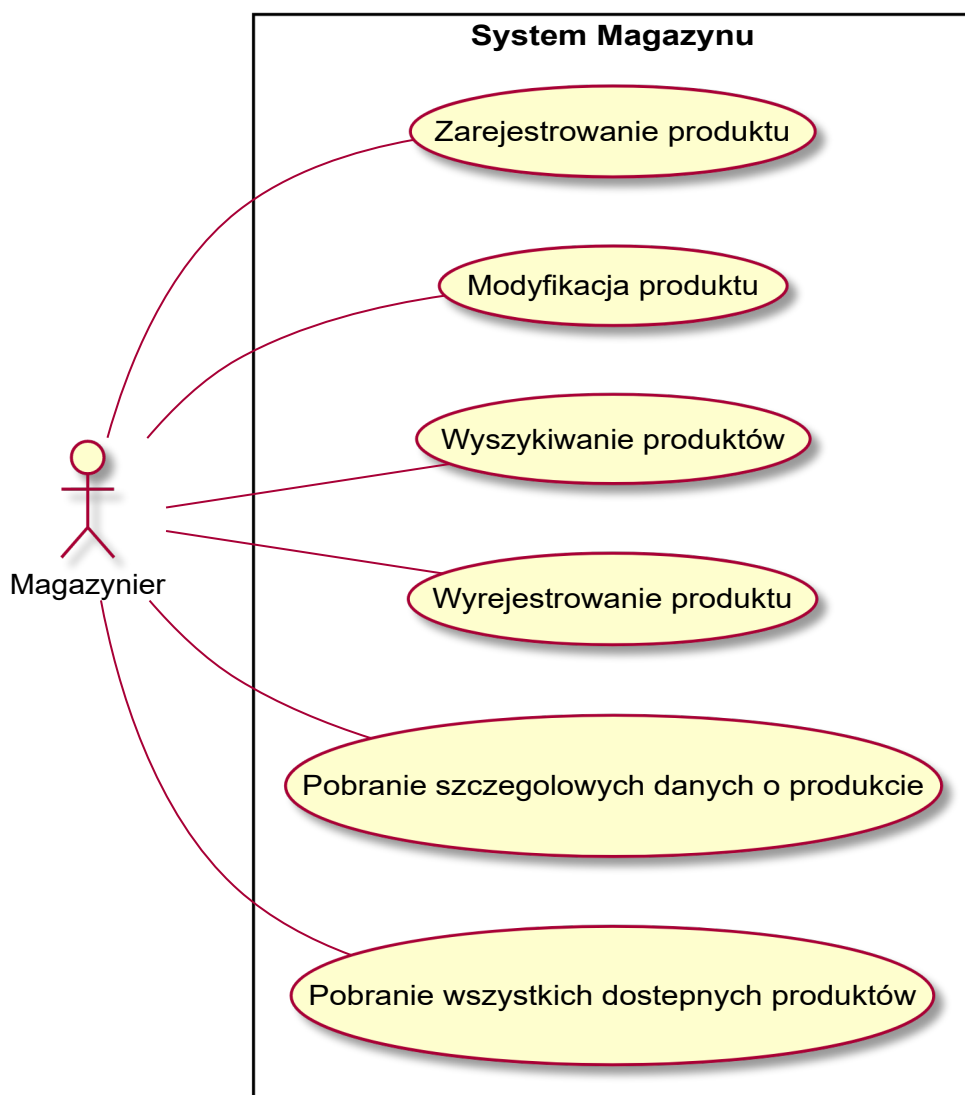 System Magazynu
Zarejestrowanie produktu
Modyfikacja produktu
Wyszykiwanie produktów
Magazynier
Wyrejestrowanie produktu
Pobranie szczegolowych danych o produkcie
Pobranie wszystkich dostepnych produktów